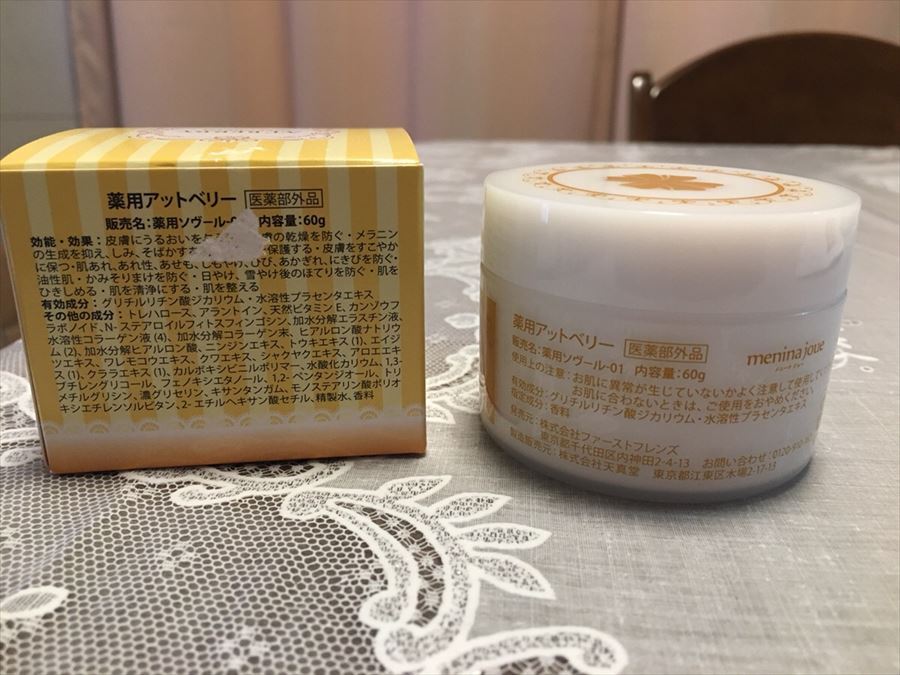 薬用アットベリー 医薬部外品
販売名:薬用ソヴール-0 内容量:60g
効能・効果:皮膚にうるおいを の乾燥を防ぐ・メラニン
の生成を抑え、しみ、そばかす 保護する・皮膚をすこやか
に保つ・肌あれ、あれ性、あせも、しもやけ、ひび、あかぎれ、にきびを防ぐ・
油性肌・かみそりまけを防ぐ・日やけ、雪やけ後のほてりを防ぐ・肌を
ひきしめる・肌を清浄にする・肌を整える
有効成分:グリチルリチン酸ジカリウム・水溶性プラセンタエキス
その他の成分:トレハロース、アラントイン、天然ビタミンE、カンゾウフ
ラボノイド、N-ステアロイルフィトスフィンゴシン、加水分解エラスチン液、
水溶性コラーゲン液(4)、加水分解コラーゲン末、ヒアルロン酸ナトリウ
ム(2)、加水分解ヒアルロン酸、ニンジンエキス、トウキエキス(1)、エイジ
ツエキス、ワレモコウエキス、クワエキス、シャクヤクエキス、アロエエキ
ス(1)、クララエキス(1)、カルボキシビニルポリマー、水酸化カリウム、1,3-
ブチレングリコール、フェノキシエタノール、1,2-ペンタンジオール、トリ
メチルグリシン、濃グリセリン、キサンタンガム、モノステアリン酸ポリオ
キシエチレンソルビタン、2-エチルヘキサン酸セチル、精製水、香料
薬用アットベリー 医薬部外品
販売名:薬用ソヴール-01 内容量:60g
menina joue
使用上の注意:お肌に異常が生じていないかよく注意して使用して
お肌に合わないときは、ご使用をおやめください
有効成分:グリチルリチン酸ジカリウム・水溶性プラセンタエキス
指定成分:香料
発売元:株式会社ファーストフレンズ
東京都千代田区内神田2-4-13 お問い合わせ:0120-910-
製造販売元:株式会社天真堂 東京都江東区木場2-17-13